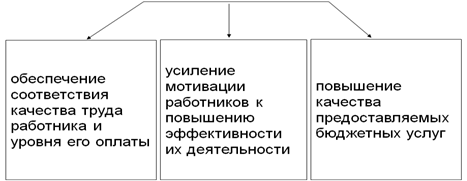 обеспечение
соответствия
качества труда
работника и
уровня его оплаты
усиление
мотивации
работников к
повышению
эффективности
их деятельности
повышение
качества
предоставляемых
бюджетных услуг